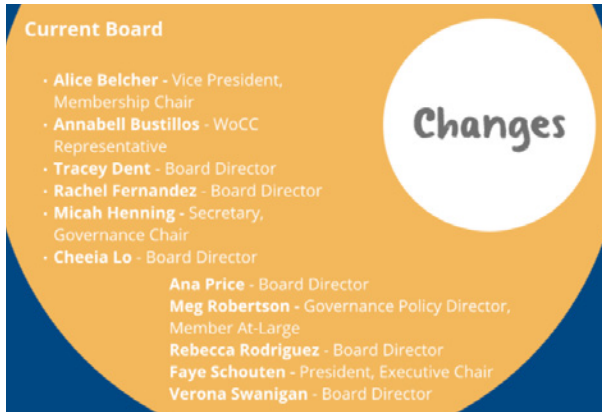 Current Board
Changes
• Alice Belcher - Vice President,
Membership Chair
• Annabell Bustillos - WoCC
Representative
• Tracey Dent - Board Director
• Rachel Fernandez - Board Director
• Micah Henning - Secretary,
Governance Chair
• Cheeia Lo - Board Director
Ana Price - Board Director
Meg Robertson - Governance Policy Director,
Member At-Large
Rebecca Rodriguez - Board Director
Faye Schouten - President, Executive Chair
Verona Swanigan - Board Director